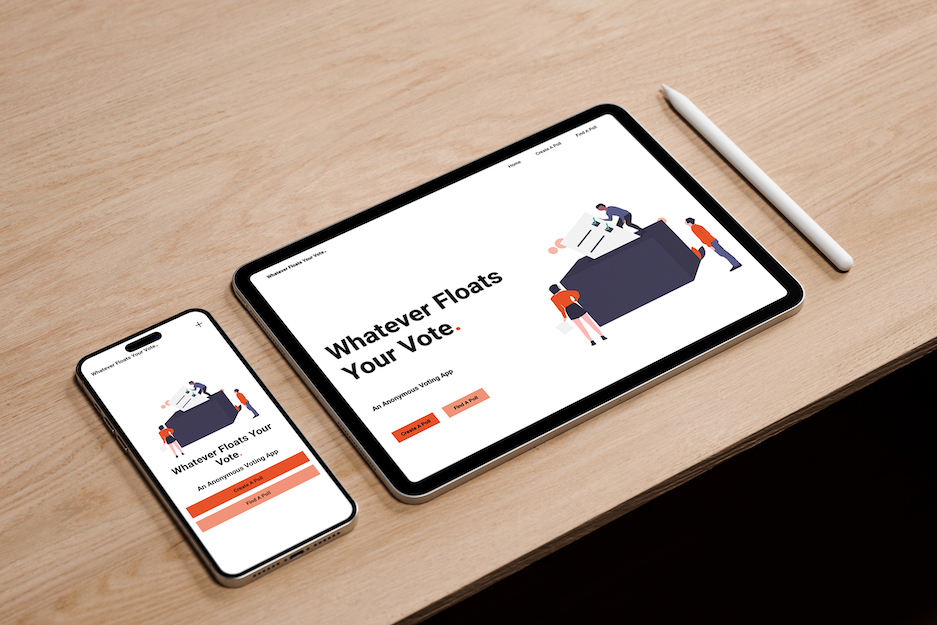 Whatever Floats Your Vote.
+
Whatever Floats Your
Vote.
An Anonymous Voting App
Create A Poll
Find A Poll
Whatever Floats Your Vote.
Home
Create A Poll
Find A Poll
Whatever Floats
Your Vote.
An Anonymous Voting App
Create A Poll
Find A Poll